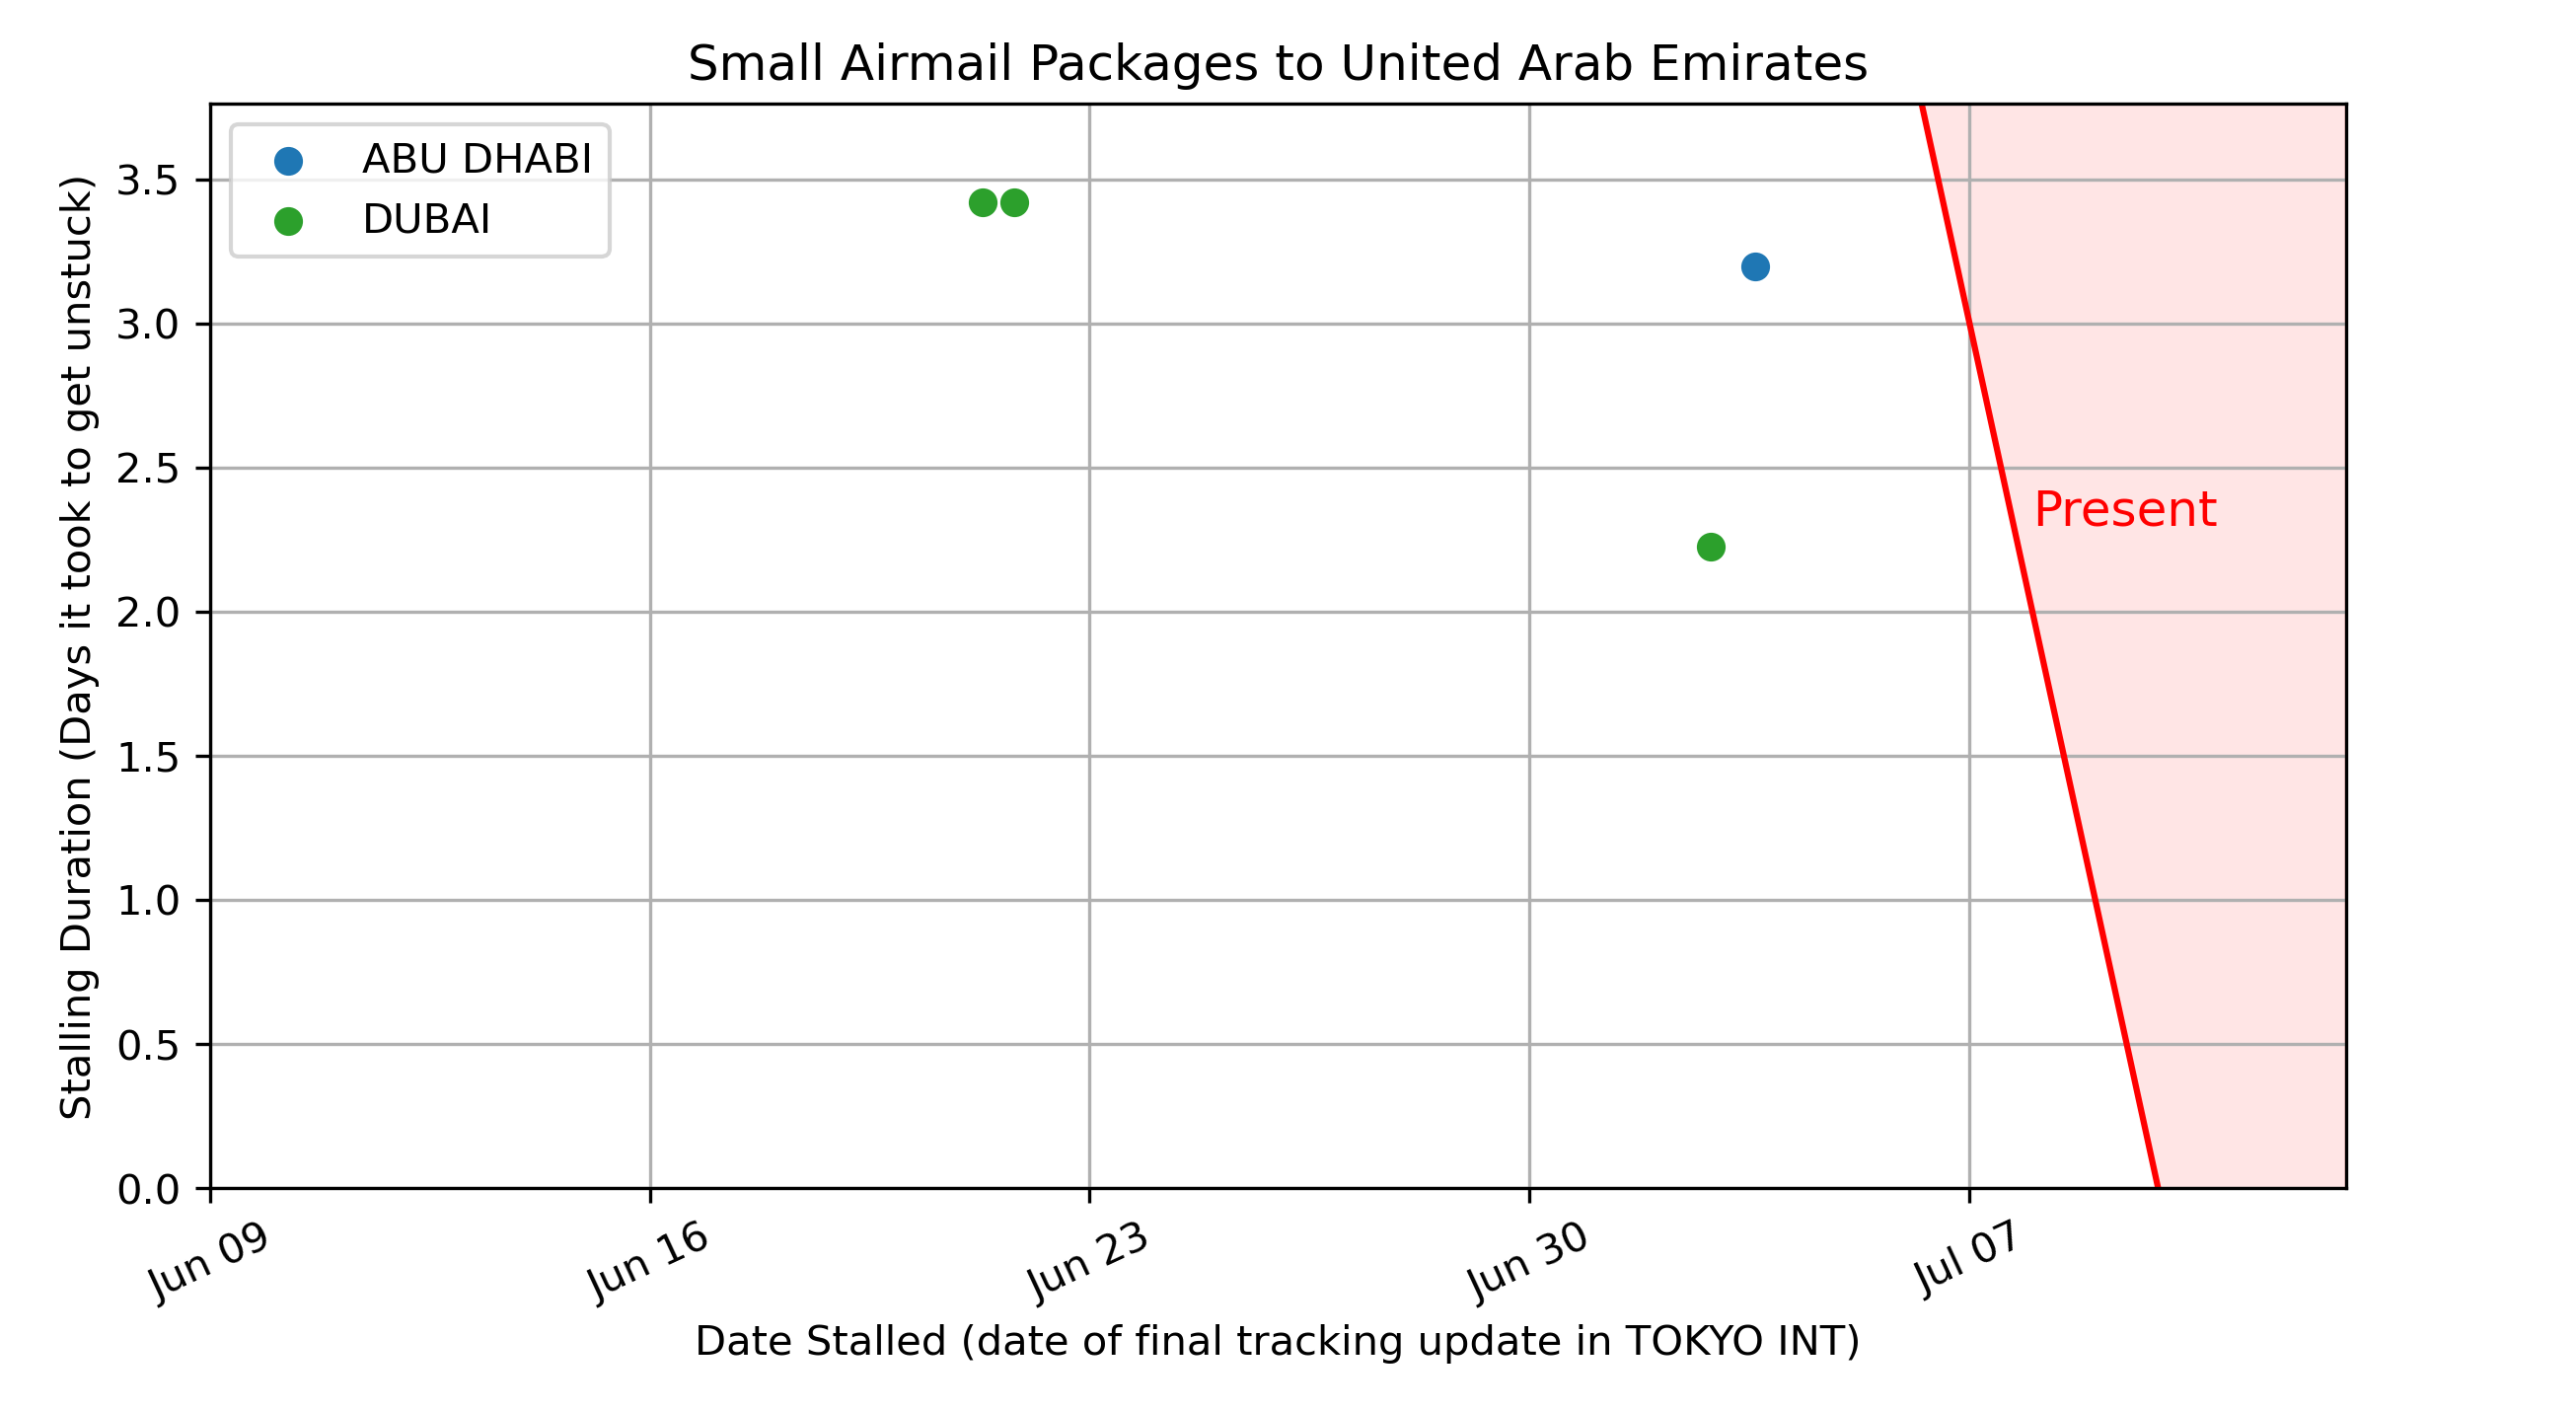 Small Airmail Packages to United Arab Emirates
ABU DHABI
DUBAI
Stalling Duration (Days it took to get unstuck)
3.5
3.0
2.5
2.0
1.5
1.0
0.5
0.0
Present
Jun 09
Jun 16
Jun 23
Jun 30
Jul 07
Date Stalled (date of final tracking update in TOKYO INT)